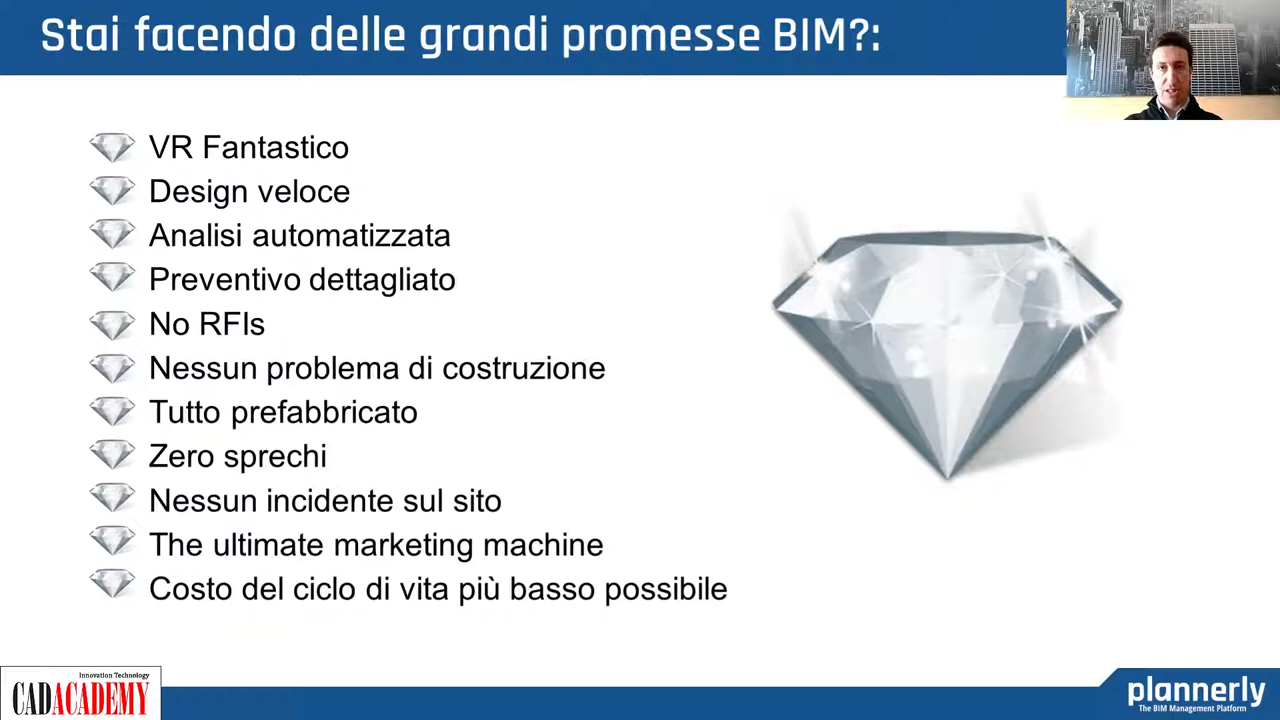 Stai facendo delle grandi promesse BIM?:
VR Fantastico
Design veloce
Analisi automatizzata
Preventivo dettagliato
No RFIs
Nessun problema di costruzione
Tutto prefabbricato
Zero sprechi
Nessun incidente sul sito
The ultimate marketing machine
Costo del ciclo di vita più basso possibile
Innovation Technology
CADACADEMY
plannerly
The BIM Management Platform